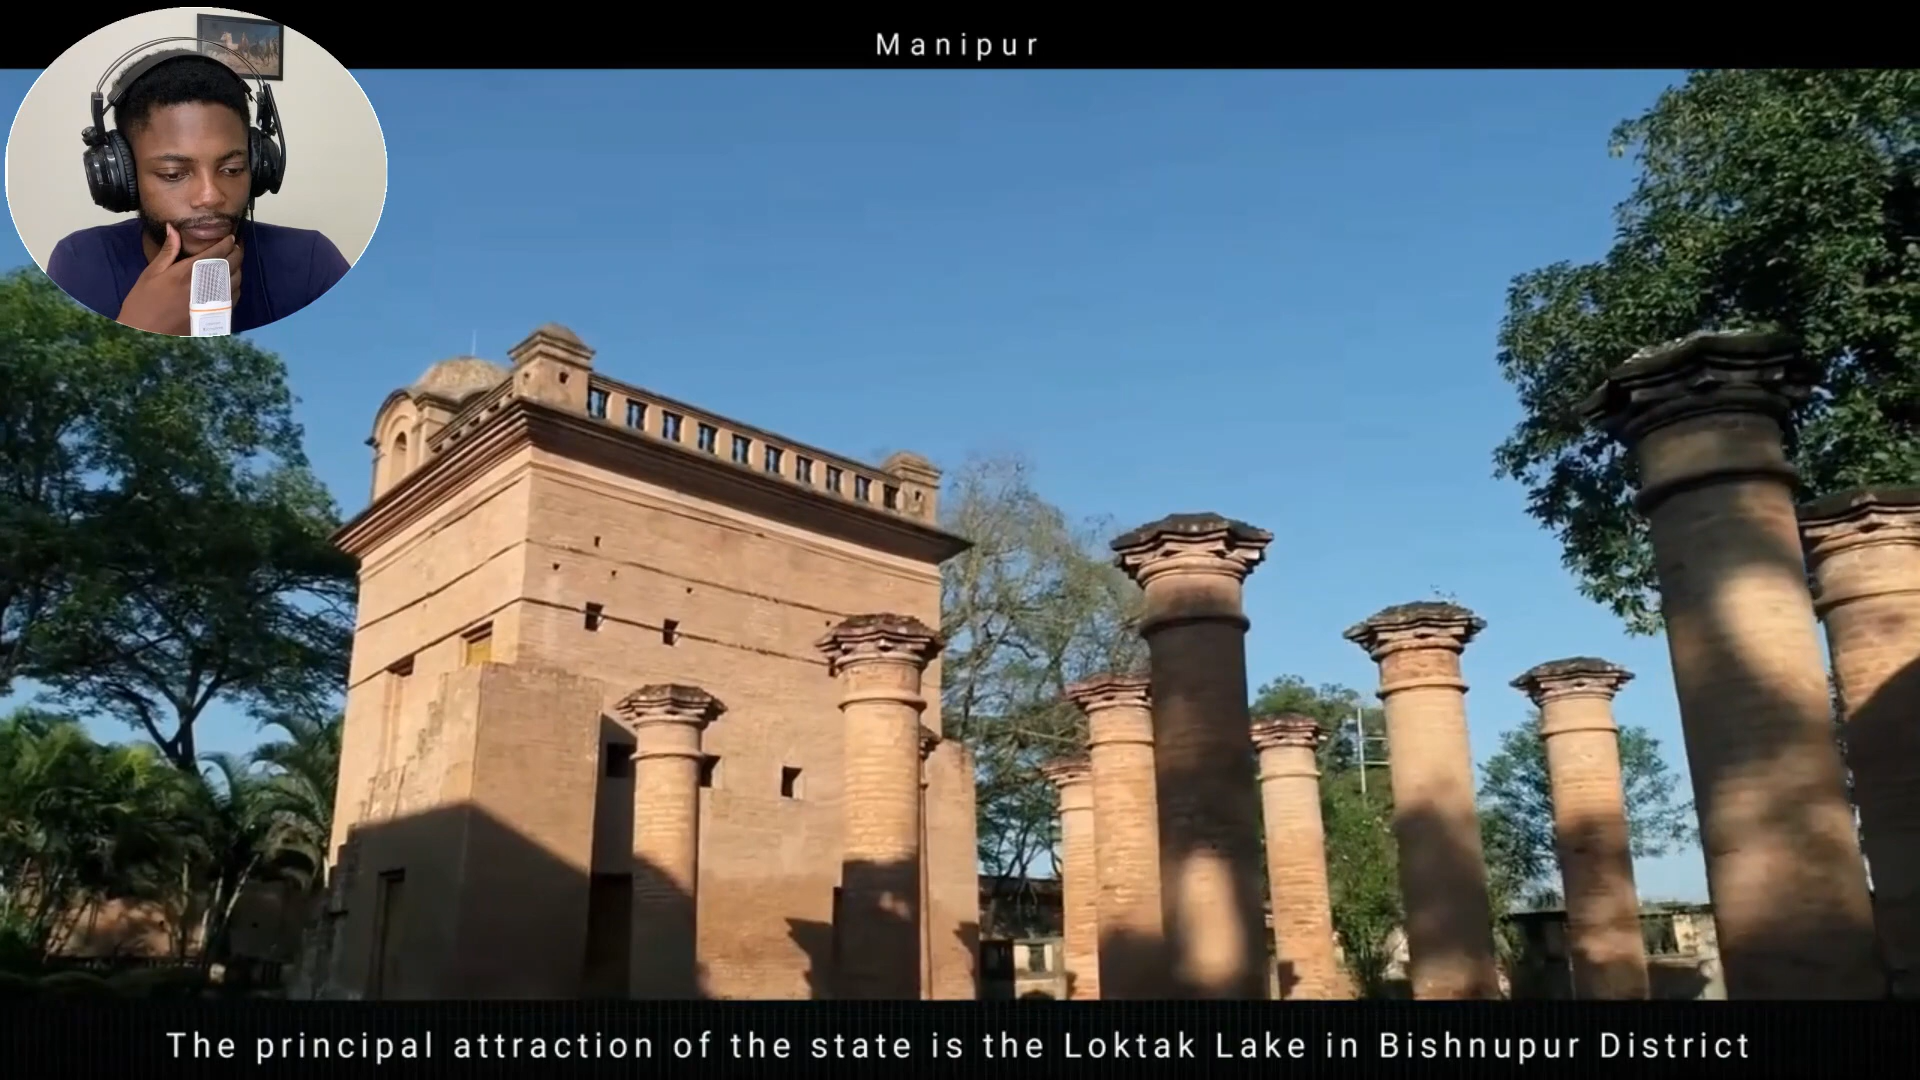 Manipur
The principal attraction of the state is the Loktak Lake in Bishnupur District